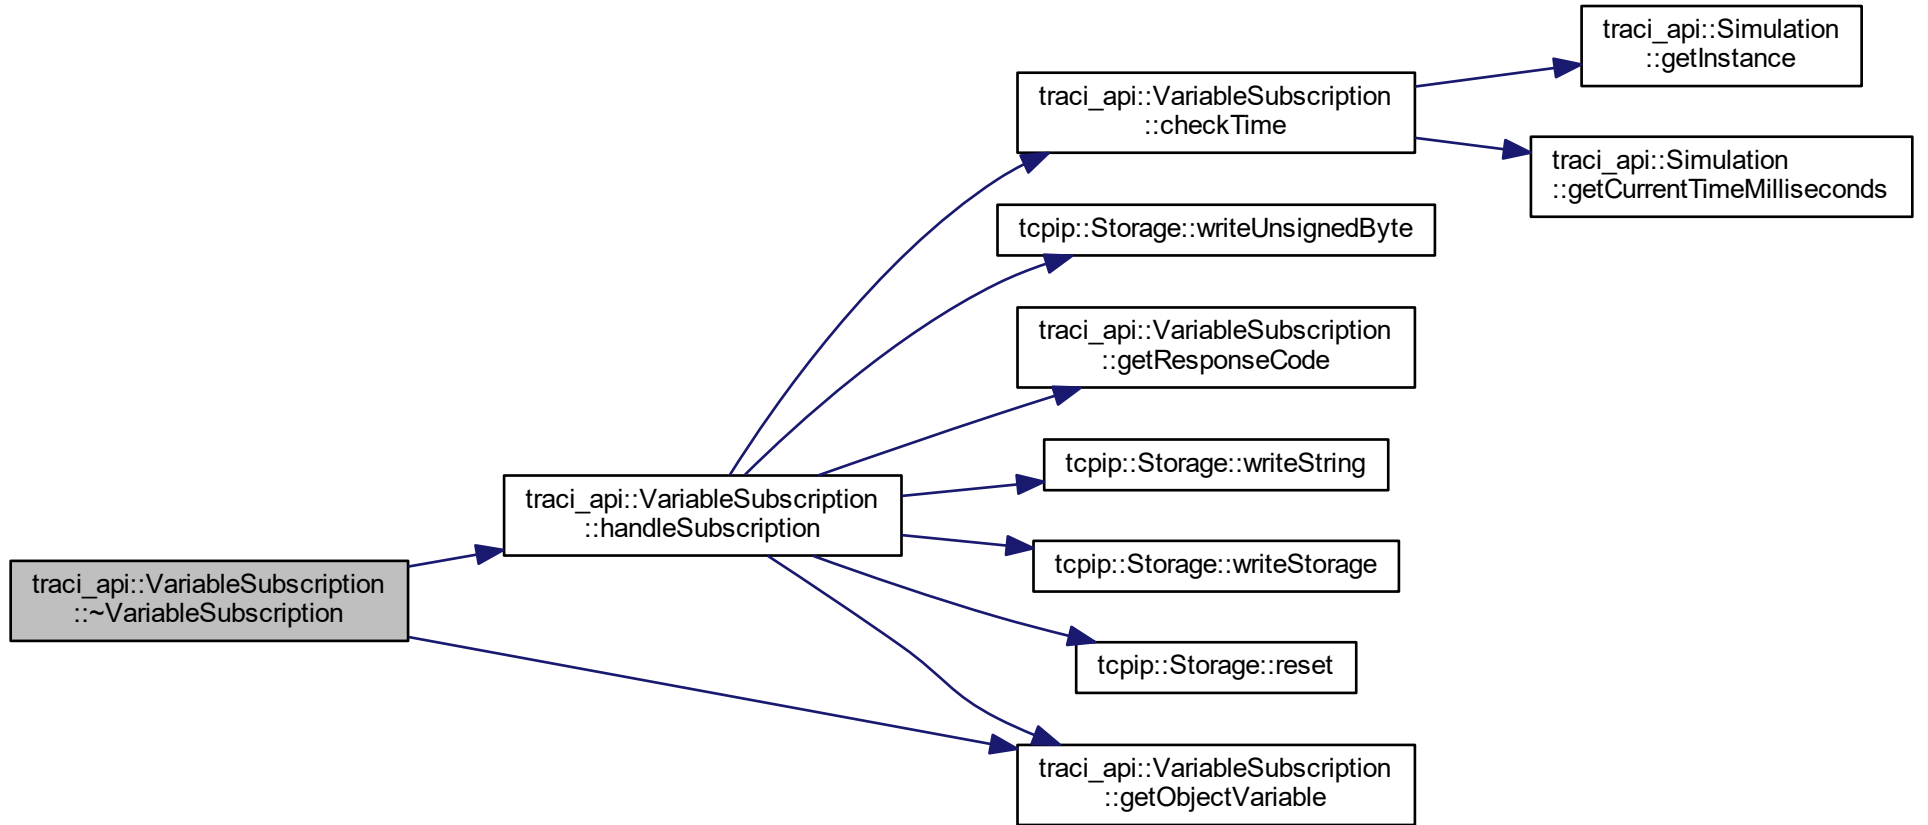 traci_api::Simulation
::getInstance
traci_api::VariableSubscription
::checkTime
traci_api::Simulation
::getCurrentTimeMilliseconds
tcpip::Storage::writeUnsignedByte
traci_api::VariableSubscription
::getResponseCode
tcpip::Storage::writeString
traci_api::VariableSubscription
::handleSubscription
tcpip::Storage::writeStorage
traci_api::VariableSubscription
::~VariableSubscription
tcpip::Storage::reset
traci_api::VariableSubscription
::getObjectVariable